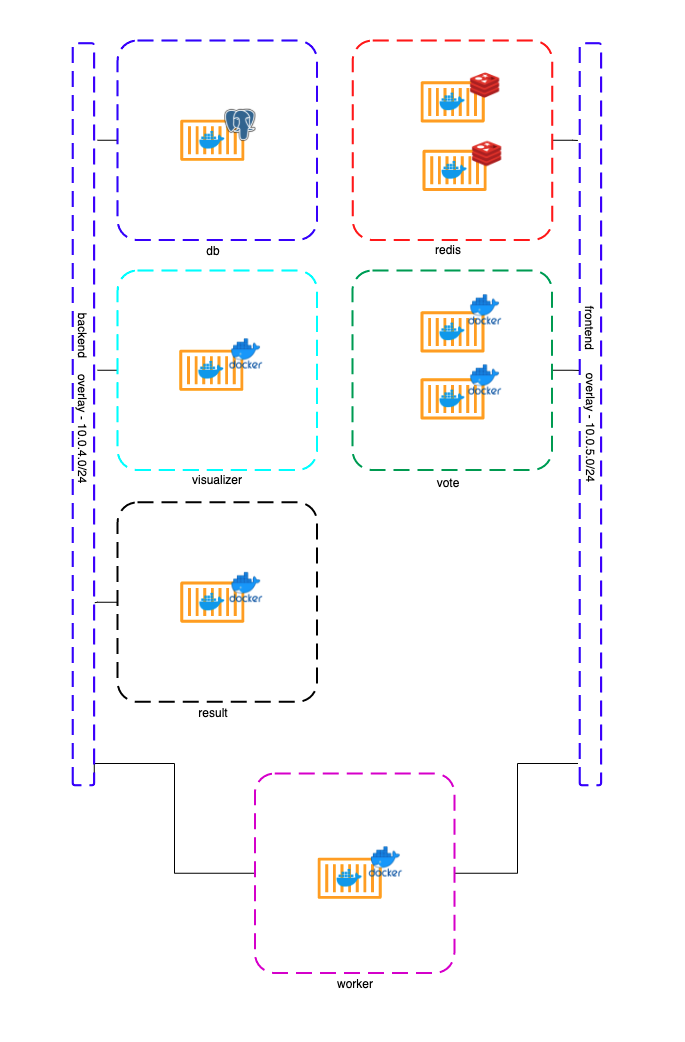 db
redis
docker
docker
docker
visualizer
vote
backend overlay - 10.0.4.0/24
frontend overlay - 10.0.5.0/24
docker
result
docker
worker